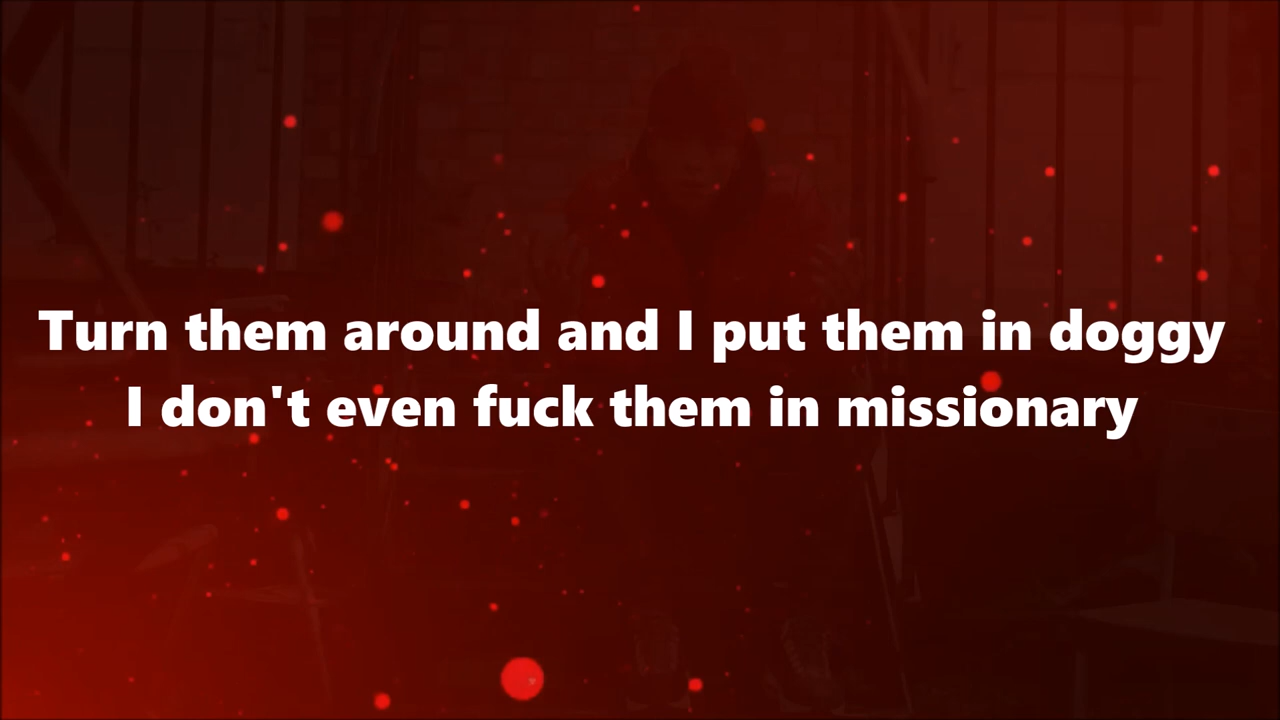 Turn them around and I put them in doggy
I don't even fuck them in missionary